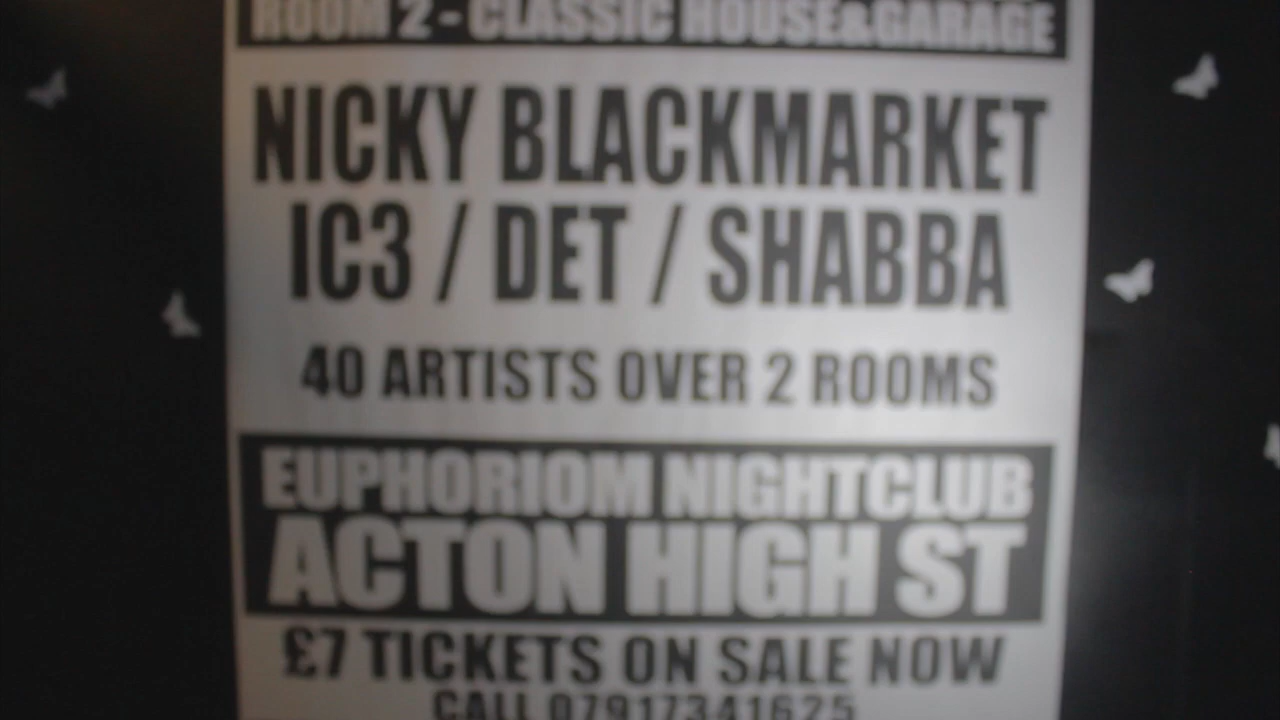 ROOM 2 - CLASSIC HOUSE&GARAGE
NICKY BLACKMARKET
IC3 / DET / SHABBA
40 ARTISTS OVER 2 ROOMS
EUPHORIOM NIGHTCLUB
ACTON HIGH ST
£7 TICKETS ON SALE NOW
CALL 07917341625